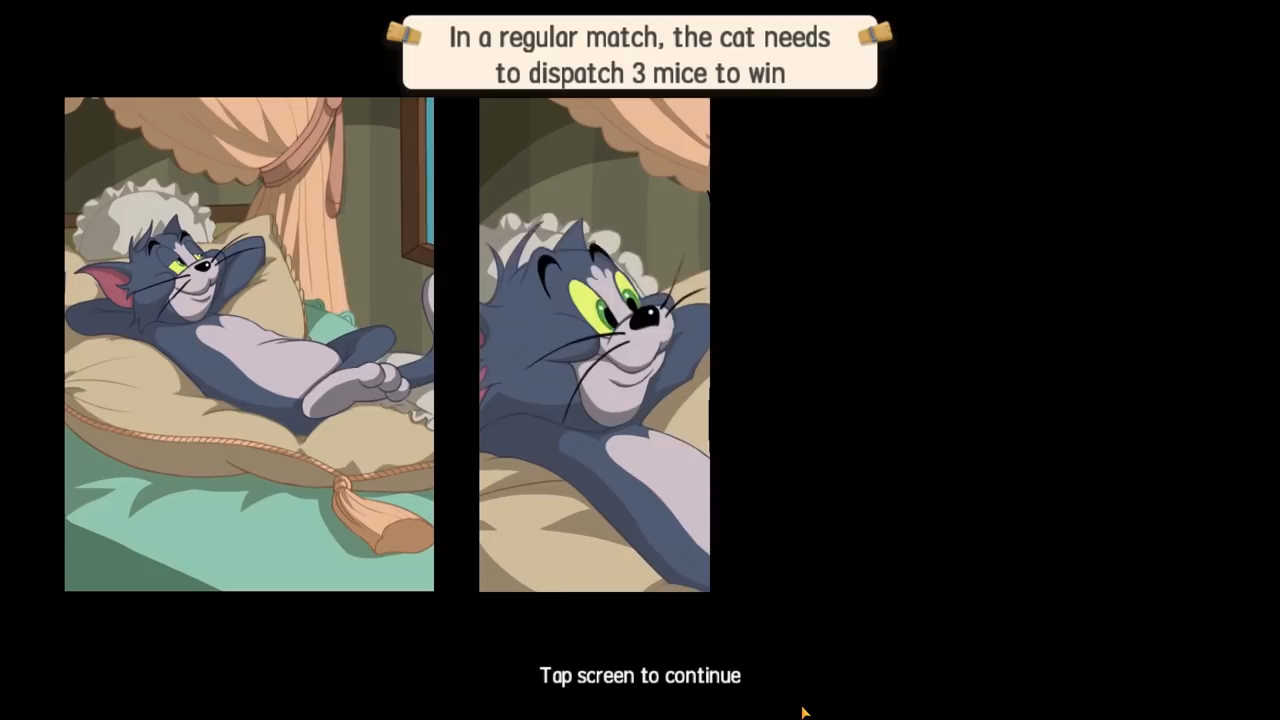 In a regular match, the cat needs
to dispatch 3 mice to win
Tap screen to continue